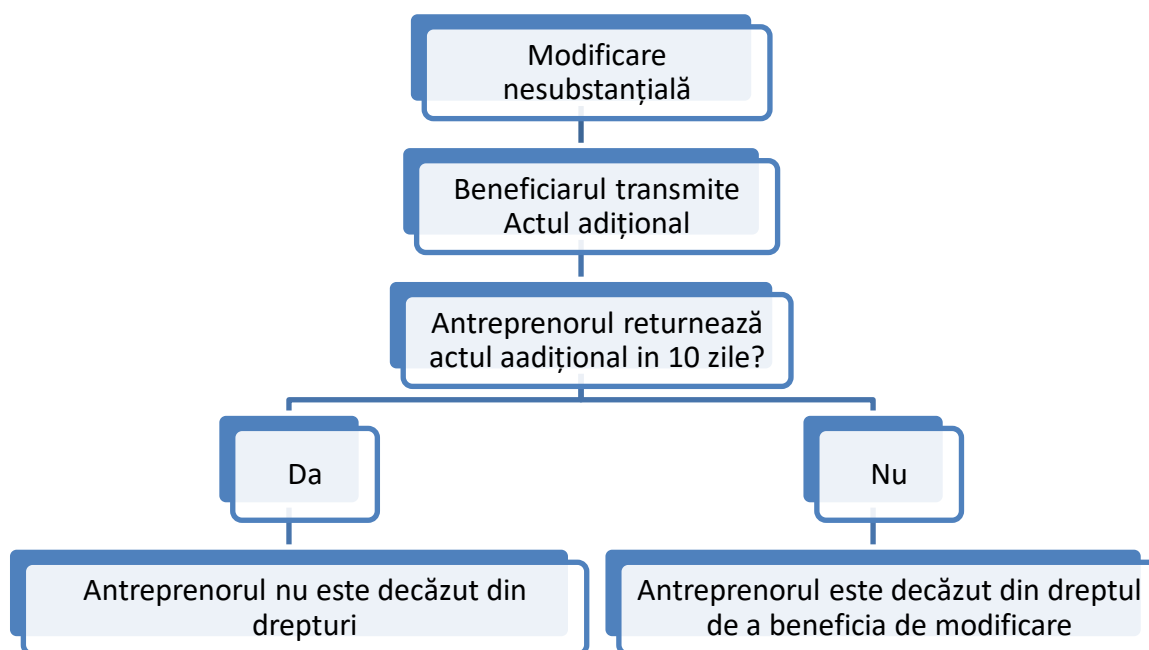 Modificare
nesubstanțială
Beneficiarul transmite
Actul adițional
Antreprenorul returnează
actul aadițional in 10 zile?
Da
Nu
Antreprenorul nu este decăzut din
drepturi
Antreprenorul este decăzut din dreptul
de a beneficia de modificare